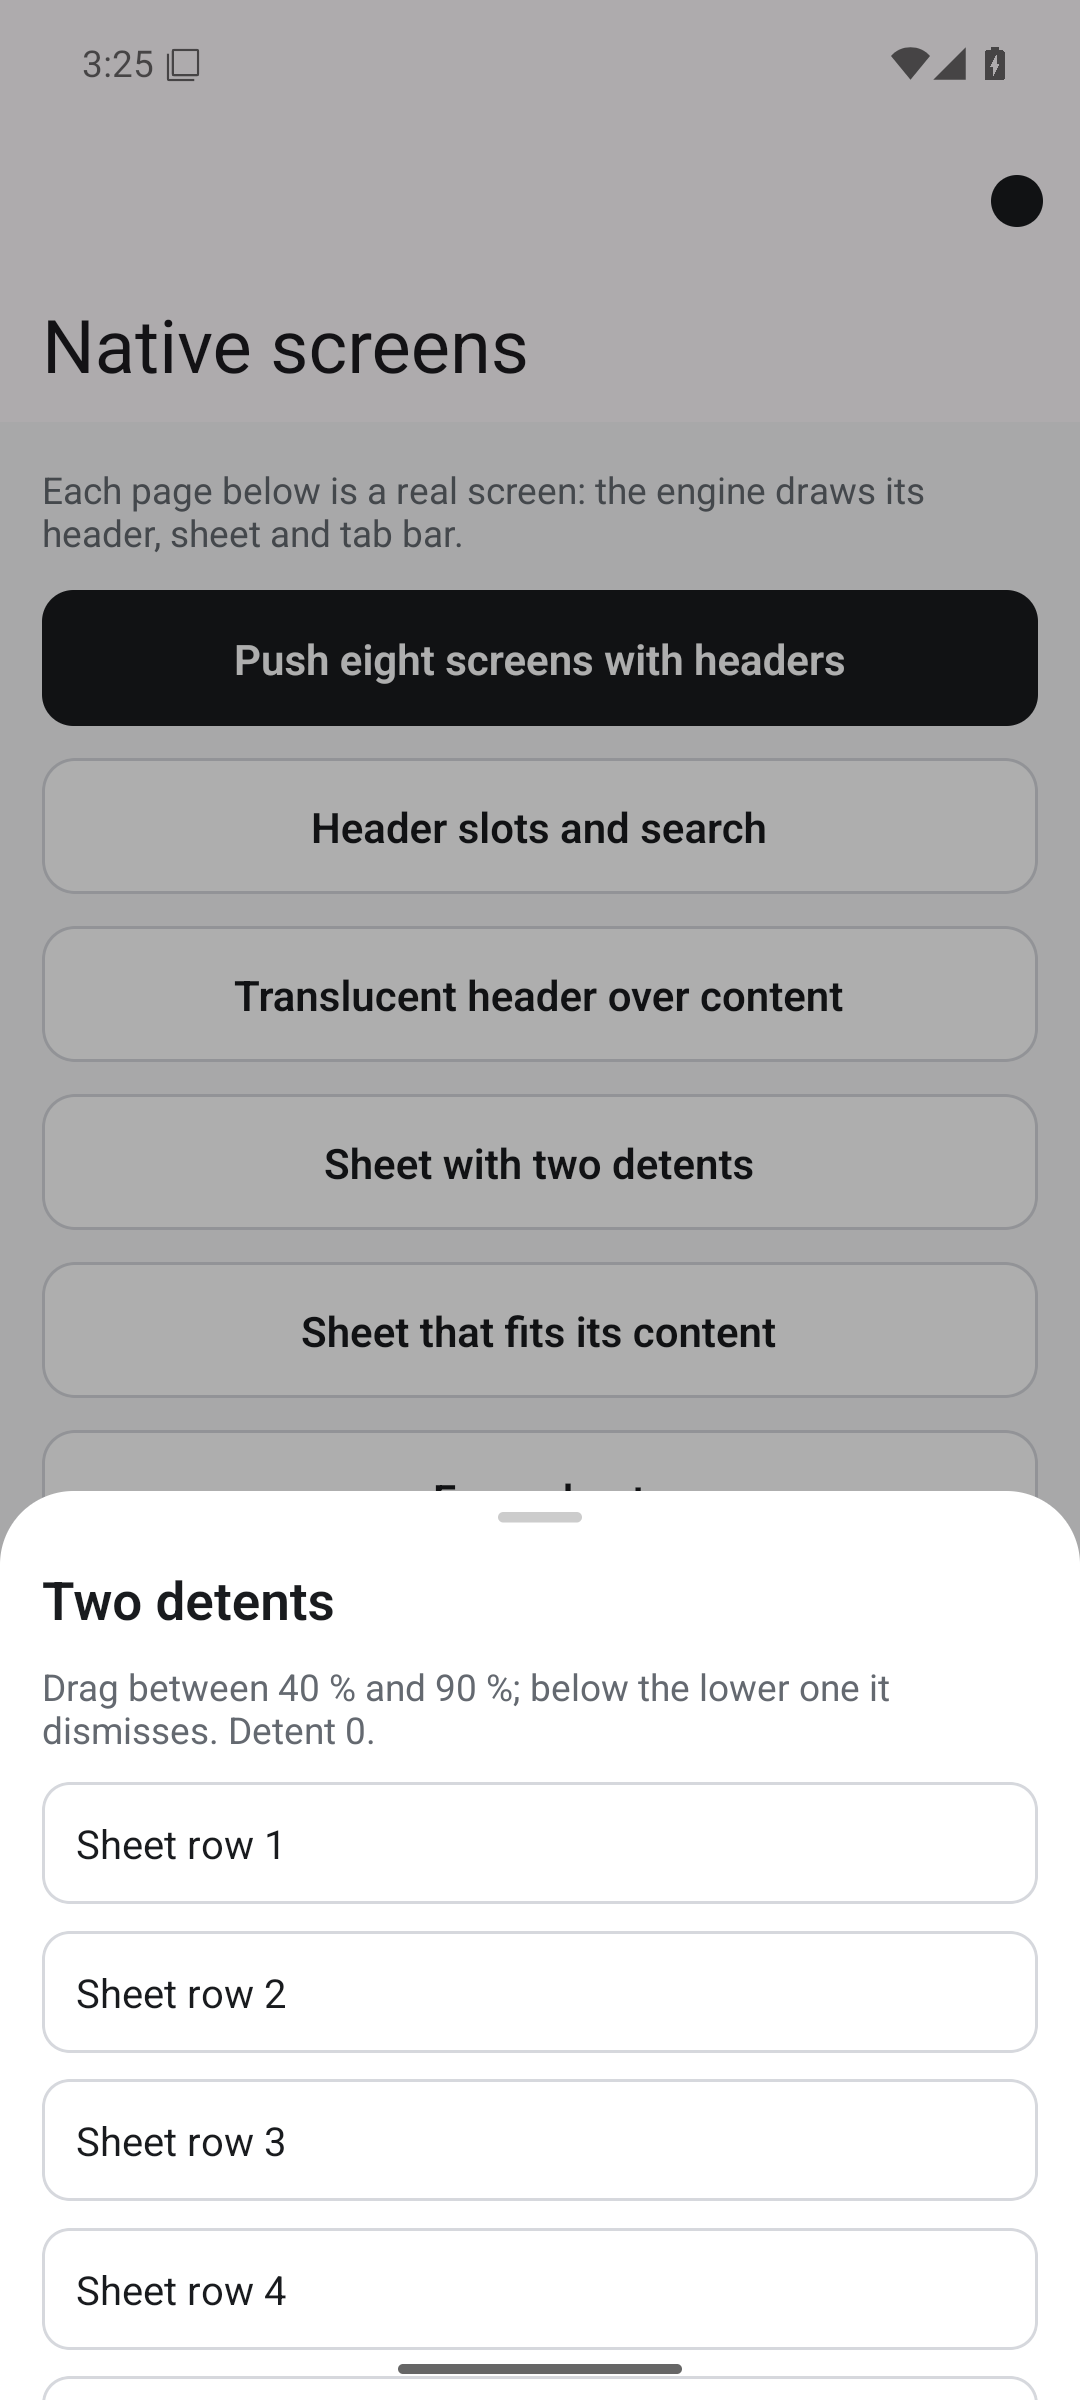 3:25
Native screens
Each page below is a real screen: the engine draws its
header, sheet and tab bar.
Push eight screens with headers
Header slots and search
Translucent header over content
Sheet with two detents
Sheet that fits its content
Two detents
Drag between 40 % and 90 %; below the lower one it
dismisses. Detent 0.
Sheet row 1
Sheet row 2
Sheet row 3
Sheet row 4